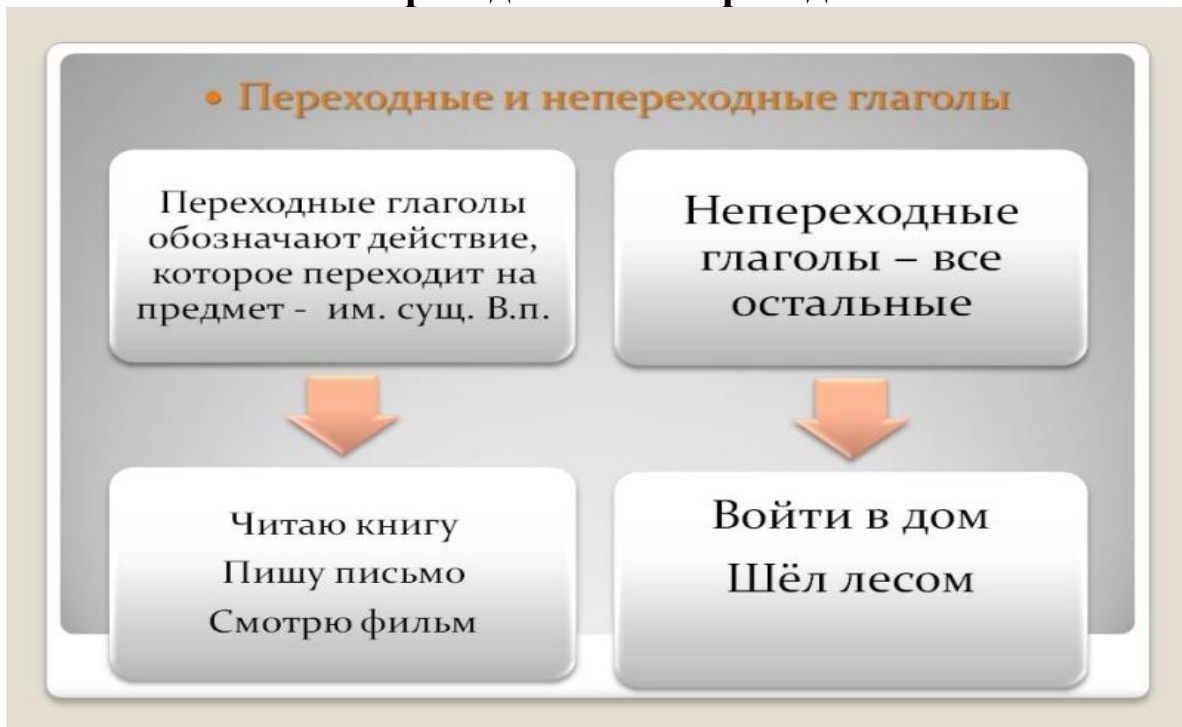 • Переходные и непереходные глаголы
Переходные глаголы
обозначают действие,
которое переходит на
предмет - им. сущ. В.п.
Непереходные
глаголы – все
остальные
Читаю книгу
Пишу письмо
Смотрю фильм
Войти в дом
Шёл лесом